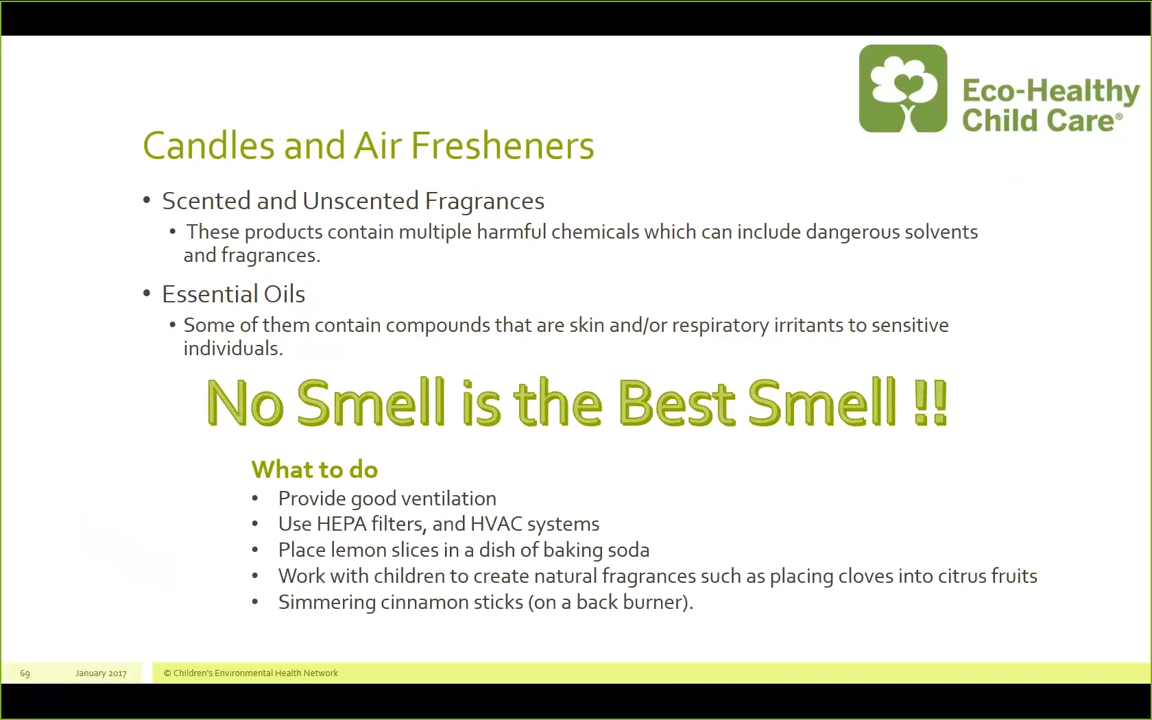 Eco-Healthy
Child Care®
Candles and Air Fresheners
• Scented and Unscented Fragrances
• These products contain multiple harmful chemicals which can include dangerous solvents
and fragrances.
• Essential Oils
• Some of them contain compounds that are skin and/or respiratory irritants to sensitive
individuals.
No Smell is the Best Smell !!
What to do
• Provide good ventilation
• Use HEPA filters, and HVAC systems
• Place lemon slices in a dish of baking soda
• Work with children to create natural fragrances such as placing cloves into citrus fruits
• Simmering cinnamon sticks (on a back burner).
69 January 2017 © Children's Environmental Health Network